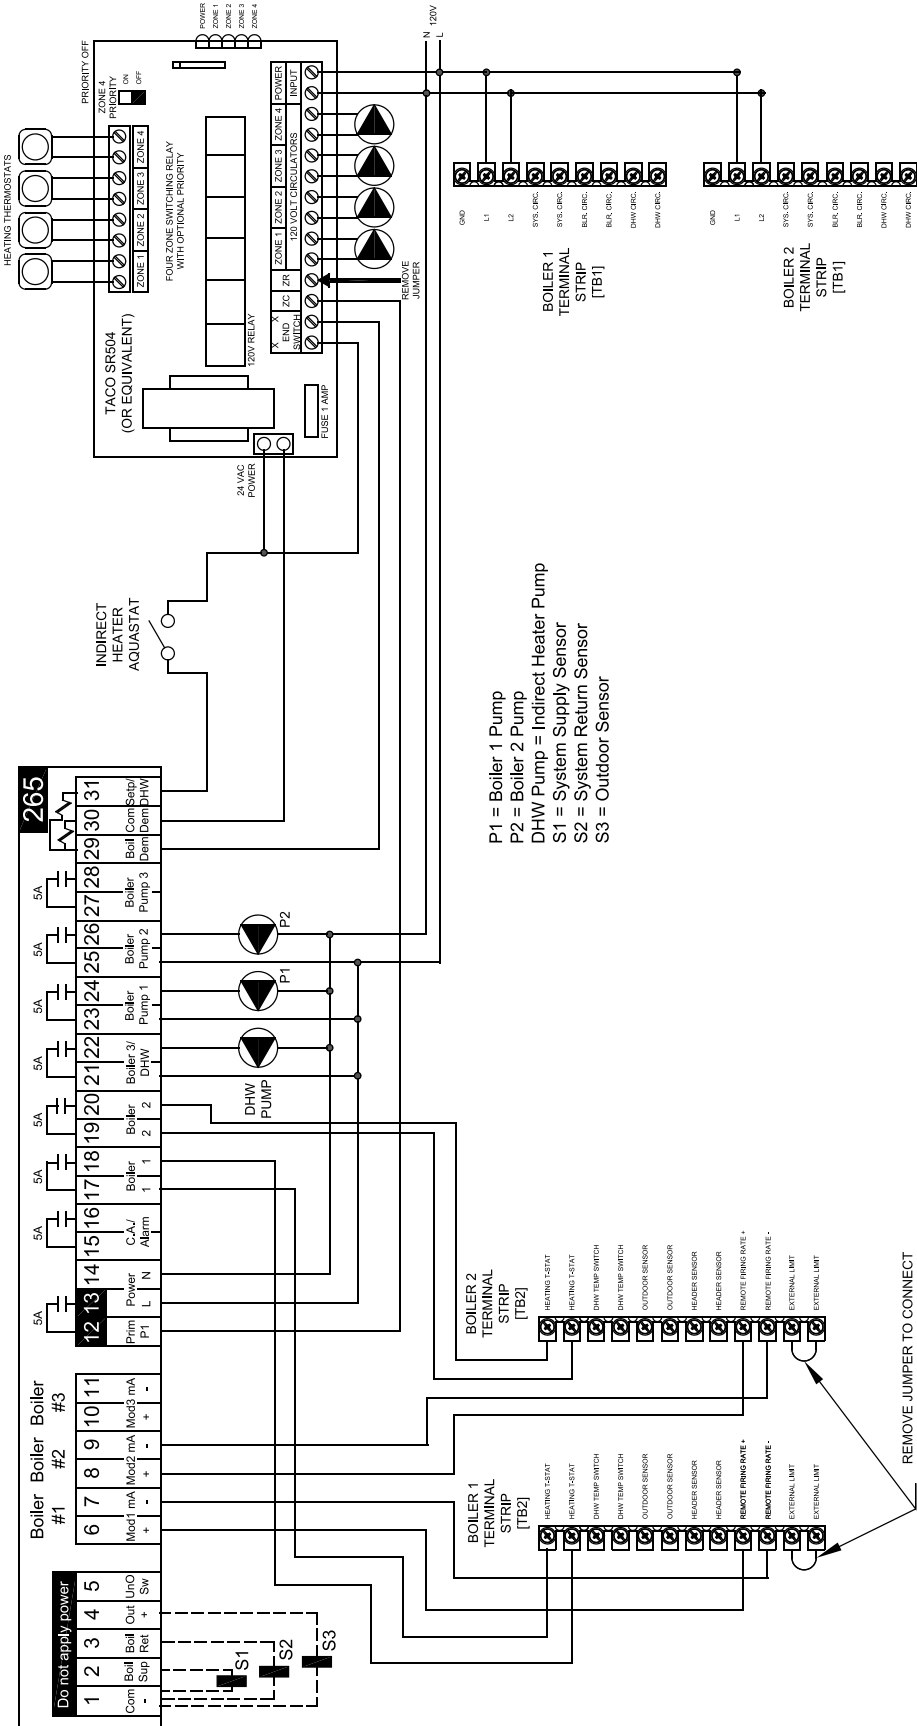 265
Do not apply power
1 2 3 4 5
Com -
Boil Sup
Boil Ret
Out +
UnO Sw
Boiler #1
Boiler #2
Boiler #3
6 7 8 9 10 11
Mod1 mA + -
Mod2 mA + -
Mod3 mA + -
12 13 14 15 16 17 18 19 20 21 22 23 24 25 26 27 28 29 30 31
Prim P1
Power L N
C.A./ Alarm
Boiler 1 1
Boiler 2 2
Boiler 3/ DHW
Boiler Pump 1
Boiler Pump 2
Boiler Pump 3
Boil Dem
Com Dem
Setp/ DHW
5A
5A
5A
5A
5A
5A
5A
5A
S1
S2
S3
DHW PUMP
P1
P2
INDIRECT
HEATER
AQUASTAT
HEATING THERMOSTATS
TACO SR504
(OR EQUIVALENT)
ZONE 1 ZONE 2 ZONE 3 ZONE 4
ZONE 4
PRIORITY
PRIORITY OFF
ON
OFF
POWER
ZONE 1
ZONE 2
ZONE 3
ZONE 4
FOUR ZONE SWITCHING RELAY
WITH OPTIONAL PRIORITY
120V RELAY
FUSE 1 AMP
24 VAC
POWER
X X
END
SWITCH
ZC
ZR
ZONE 1 ZONE 2 ZONE 3 ZONE 4
120 VOLT CIRCULATORS
POWER
INPUT
REMOVE
JUMPER
N
L
120V
P1 = Boiler 1 Pump
P2 = Boiler 2 Pump
DHW Pump = Indirect Heater Pump
S1 = System Supply Sensor
S2 = System Return Sensor
S3 = Outdoor Sensor
BOILER 1
TERMINAL
STRIP
[TB1]
GND
L1
L2
SYS. CIRC.
SYS. CIRC.
BLR. CIRC.
BLR. CIRC.
DHW CIRC.
DHW CIRC.
BOILER 2
TERMINAL
STRIP
[TB1]
GND
L1
L2
SYS. CIRC.
SYS. CIRC.
BLR. CIRC.
BLR. CIRC.
DHW CIRC.
DHW CIRC.
BOILER 1
TERMINAL
STRIP
[TB2]
HEATING T-STAT
HEATING T-STAT
DHW TEMP SWITCH
DHW TEMP SWITCH
OUTDOOR SENSOR
OUTDOOR SENSOR
HEADER SENSOR
HEADER SENSOR
REMOTE FIRING RATE +
REMOTE FIRING RATE -
EXTERNAL LIMIT
EXTERNAL LIMIT
BOILER 2
TERMINAL
STRIP
[TB2]
HEATING T-STAT
HEATING T-STAT
DHW TEMP SWITCH
DHW TEMP SWITCH
OUTDOOR SENSOR
OUTDOOR SENSOR
HEADER SENSOR
HEADER SENSOR
REMOTE FIRING RATE +
REMOTE FIRING RATE -
EXTERNAL LIMIT
EXTERNAL LIMIT
REMOVE JUMPER TO CONNECT